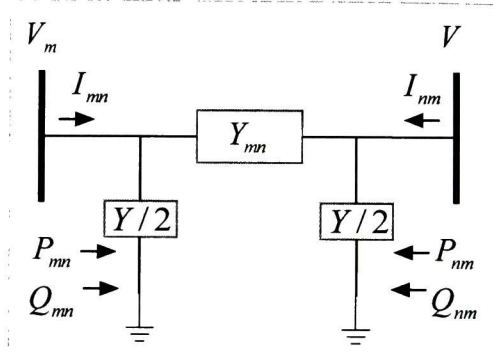 V_m V
I_mn I_nm
Y_mn
Y/2 Y/2
P_mn P_nm
Q_mn Q_nm